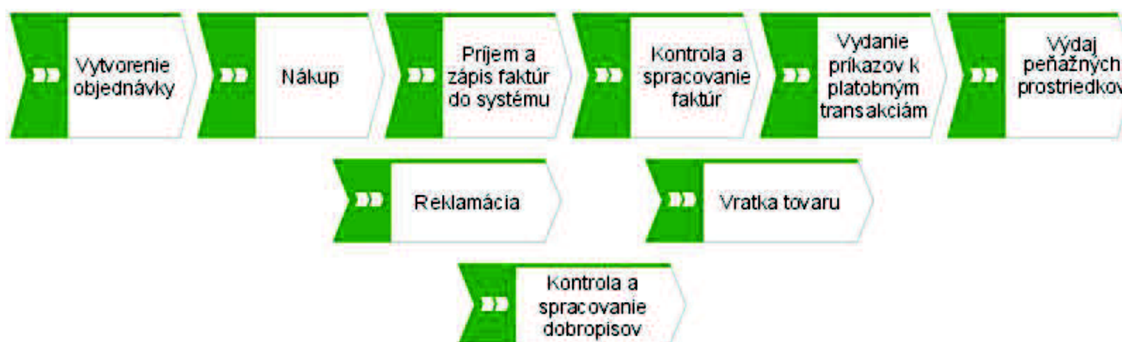 Vytvorenie
objednávky
Nákup
Príjem a
zápis faktúr
do systému
Kontrola a
spracovanie
faktúr
Vydanie
príkazov k
platobným
transakciám
Výdaj
peňažných
prostriedkov
Reklamácia
Vratka tovaru
Kontrola a
spracovanie
dobropisov